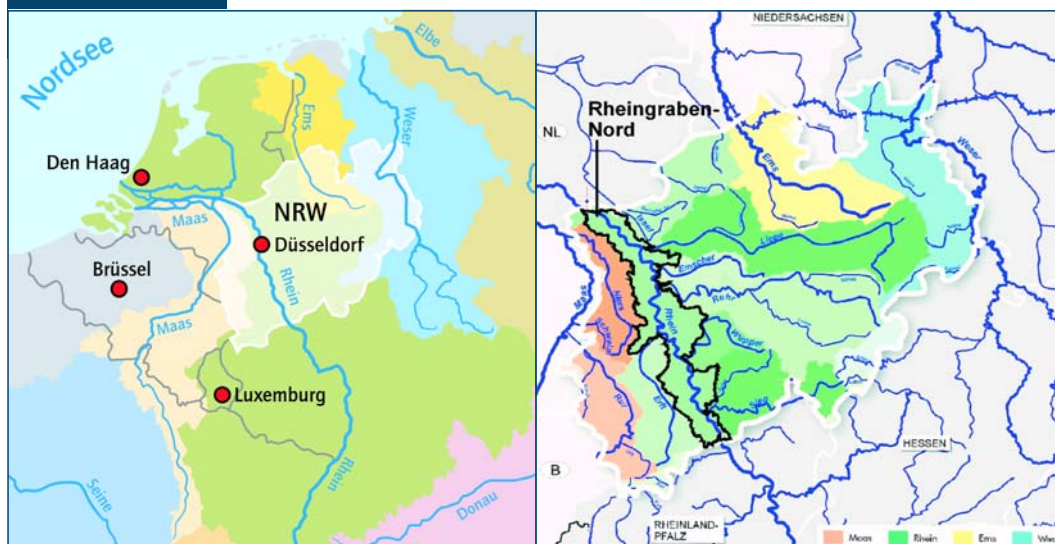 Nordsee
Elbe
Ems
Weser
Den Haag
NRW
Maas
Düsseldorf
Brüssel
Rhein
Maas
Luxemburg
Rhein
Seine
Donau
NIEDERSACHSEN
Rheingraben-
Nord
NL
Weser
Ems
Issel
Lippe
Emscher
Maas
Niers
Ruhr
Schwalm
Rhein
Wupper
Rur
Erft
Sieg
HESSEN
B
RHEINLAND-
PFALZ
Maas
Rhein
Ems
Wes